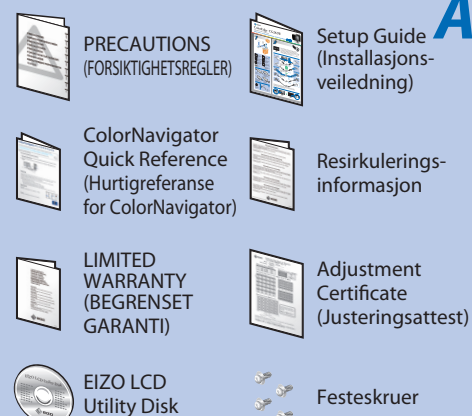 A
PRECAUTIONS
(FORSIKTIGHETSREGLER)
Setup Guide
(Installasjons-
veiledning)
ColorNavigator
Quick Reference
(Hurtigreferanse
for ColorNavigator)
Resirkulerings-
informasjon
LIMITED
WARRANTY
(BEGRENSET
GARANTI)
Adjustment
Certificate
(Justeringsattest)
EIZO LCD
Utility Disk
Festeskruer